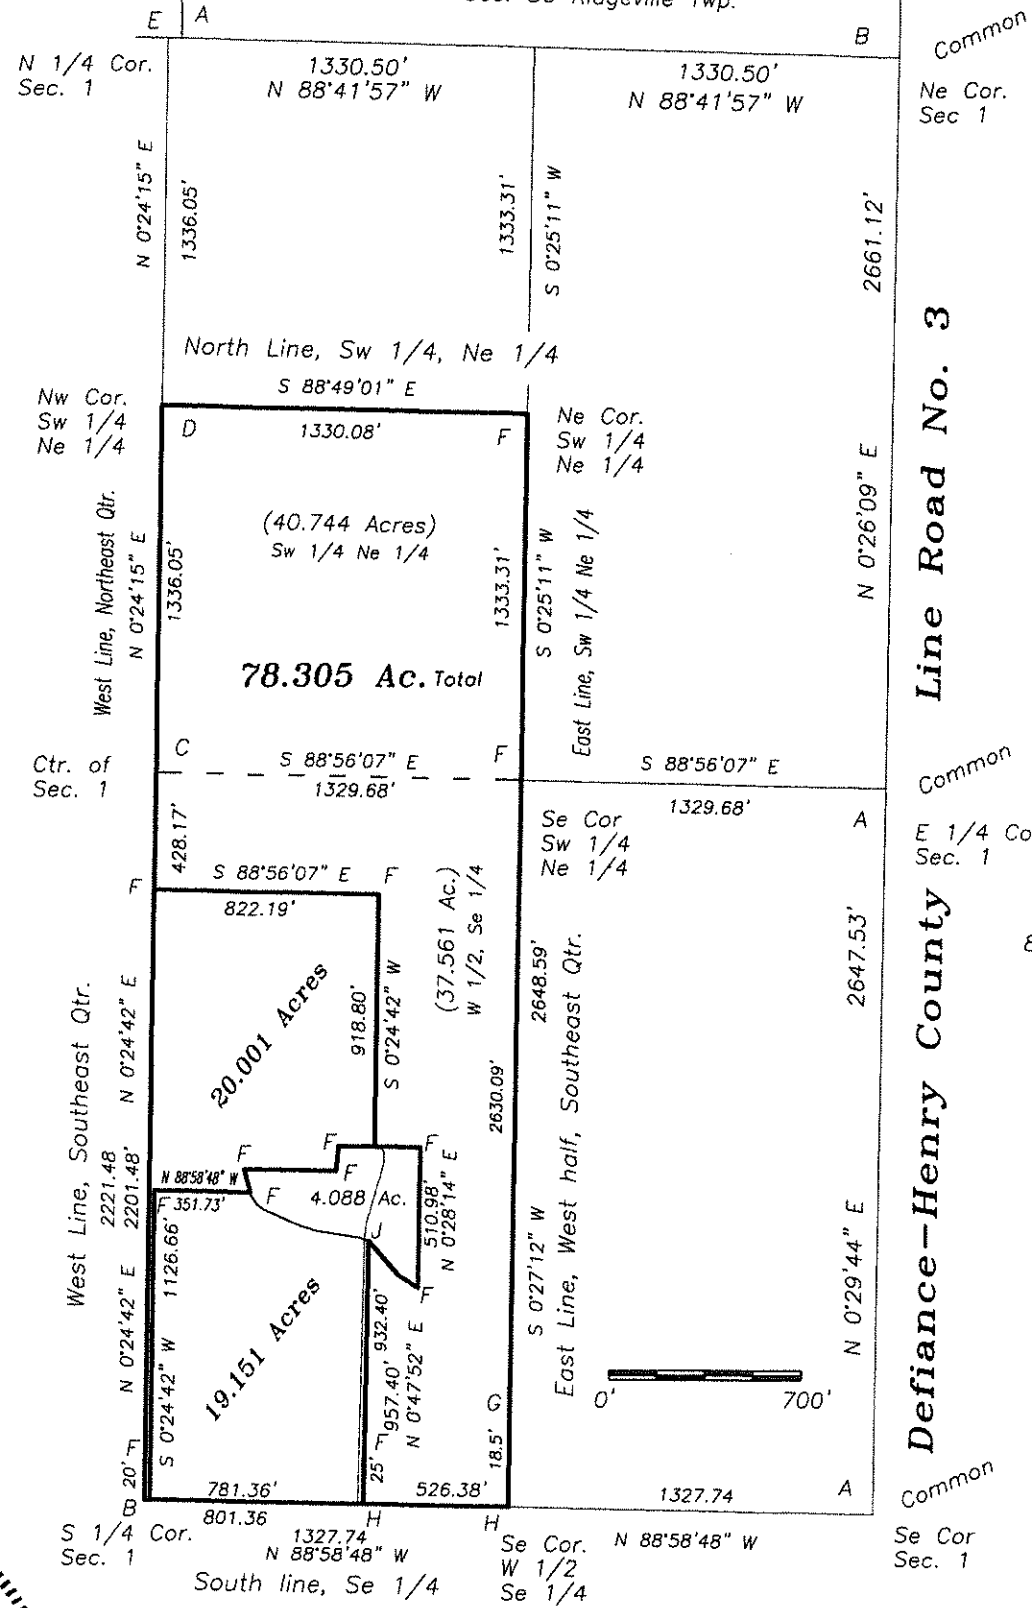 E
A
B
Common
N 1/4 Cor.
Sec. 1
1330.50'
N 88°41'57" W
1330.50'
N 88°41'57" W
Ne Cor.
Sec 1
N 0°24'15" E
1336.05'
1333.31'
S 0°25'11" W
2661.12'
North Line, Sw 1/4, Ne 1/4
S 88°49'01" E
Nw Cor.
Sw 1/4
Ne 1/4
D
1330.08'
F
Ne Cor.
Sw 1/4
Ne 1/4
(40.744 Acres)
Sw 1/4 Ne 1/4
West Line, Northeast Qtr.
N 0°24'15" E
1336.05'
1333.31'
S 0°25'11" W
East Line, Sw 1/4 Ne 1/4
N 0°26'09" E
Line Road No. 3
78.305 Ac. Total
Ctr. of
Sec. 1
C
S 88°56'07" E
F
1329.68'
S 88°56'07" E
1329.68'
A
Common
E 1/4 Co
Sec. 1
Se Cor
Sw 1/4
Ne 1/4
428.17'
F
S 88°56'07" E
F
822.19'
(37.561 Ac.)
W 1/2, Se 1/4
20.001 Acres
918.80'
S 0°24'42" W
2648.59'
2630.09'
2647.53'
8
West Line, Southeast Qtr.
N 0°24'42" E
2221.48
2201.48'
F
F
F
F
N 88°58'48" W
F
F
351.73'
4.088 Ac.
510.98'
N 0°28'14" E
J
F
1126.66'
N 0°24'42" E
S 0°24'42" W
19.151 Acres
932.40'
957.40'
N 0°47'52" E
S 0°27'12" W
East Line, West half, Southeast Qtr.
N 0°29'44" E
Defiance-Henry County
0'
700'
G
18.5'
F
20'
F
25'
781.36'
526.38'
1327.74
A
Common
B
801.36
H
H
S 1/4 Cor.
Sec. 1
1327.74
N 88°58'48" W
South line, Se 1/4
Se Cor.
W 1/2
Se 1/4
N 88°58'48" W
Se Cor
Sec. 1